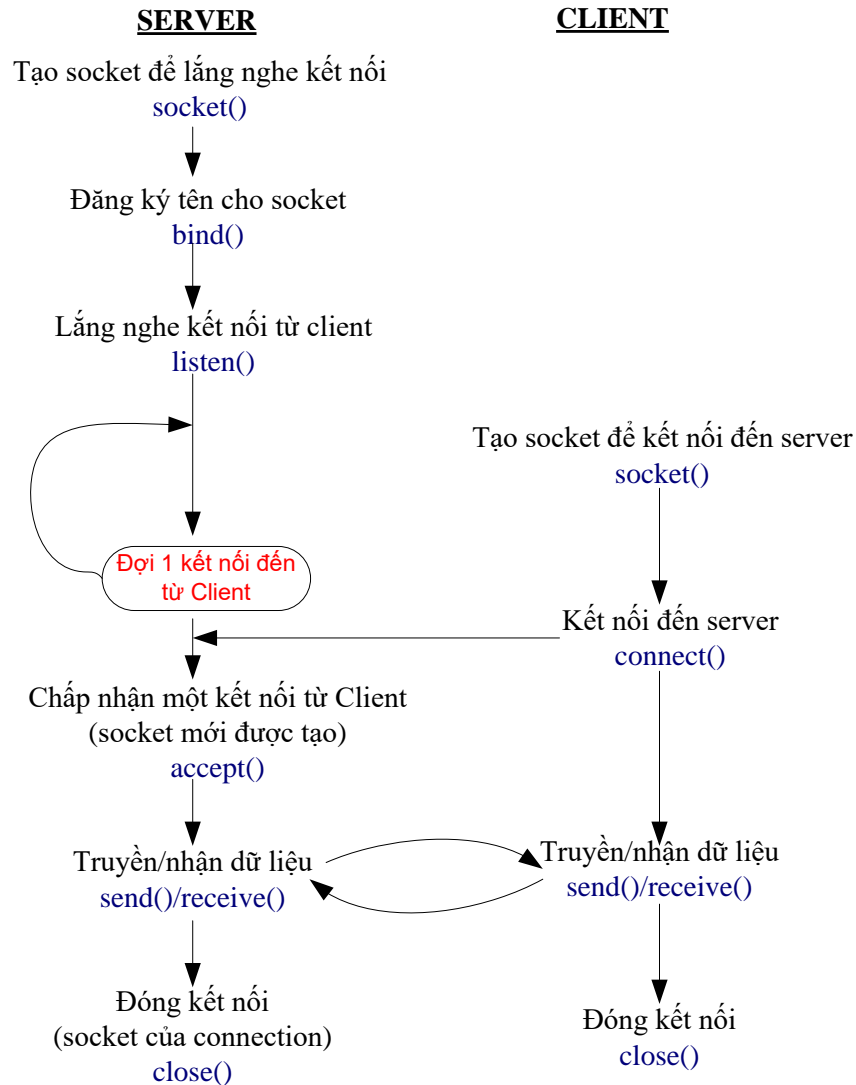 SERVER
CLIENT
Tạo socket để lắng nghe kết nối
socket()
Đăng ký tên cho socket
bind()
Lắng nghe kết nối từ client
listen()
Tạo socket để kết nối đến server
socket()
Đợi 1 kết nối đến
từ Client
Kết nối đến server
connect()
Chấp nhận một kết nối từ Client
(socket mới được tạo)
accept()
Truyền/nhận dữ liệu
send()/receive()
Truyền/nhận dữ liệu
send()/receive()
Đóng kết nối
(socket của connection)
close()
Đóng kết nối
close()